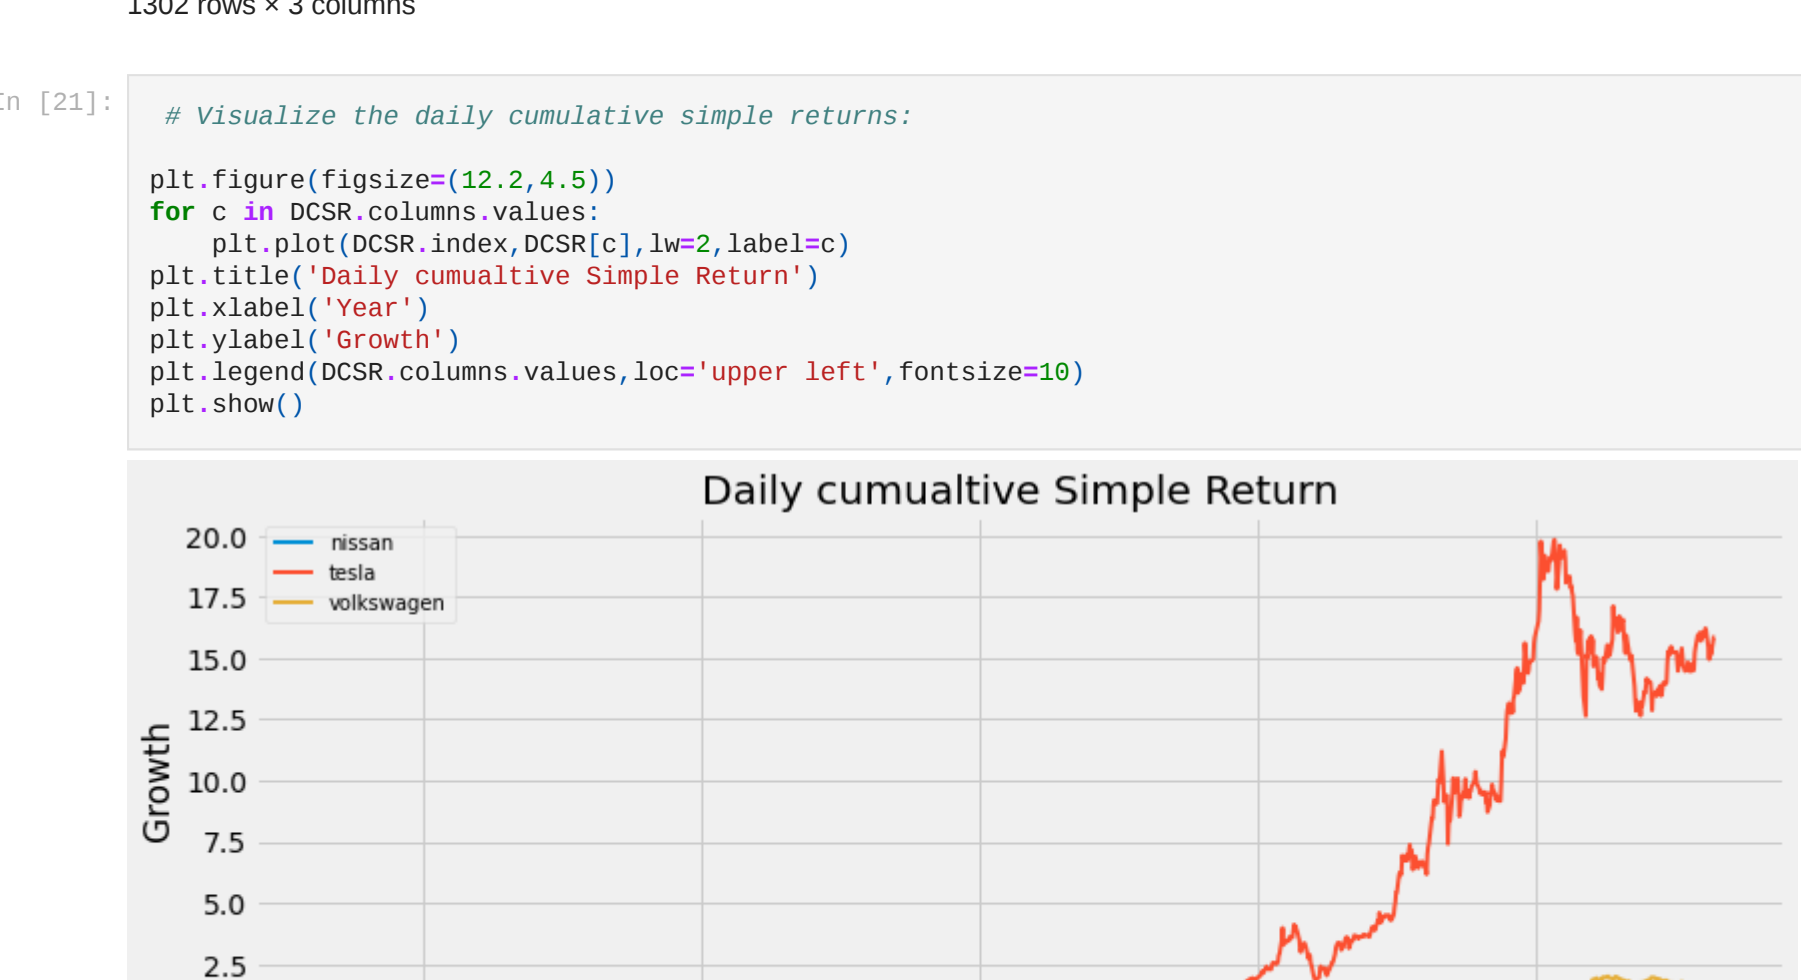 1302 rows × 3 columns
In [21]:
# Visualize the daily cumulative simple returns:
plt.figure(figsize=(12.2,4.5))
for c in DCSR.columns.values:
    plt.plot(DCSR.index,DCSR[c],lw=2,label=c)
plt.title('Daily cumualtive Simple Return')
plt.xlabel('Year')
plt.ylabel('Growth')
plt.legend(DCSR.columns.values,loc='upper left',fontsize=10)
plt.show()
Daily cumualtive Simple Return
nissan
tesla
volkswagen
20.0
17.5
15.0
12.5
10.0
7.5
5.0
2.5
Growth